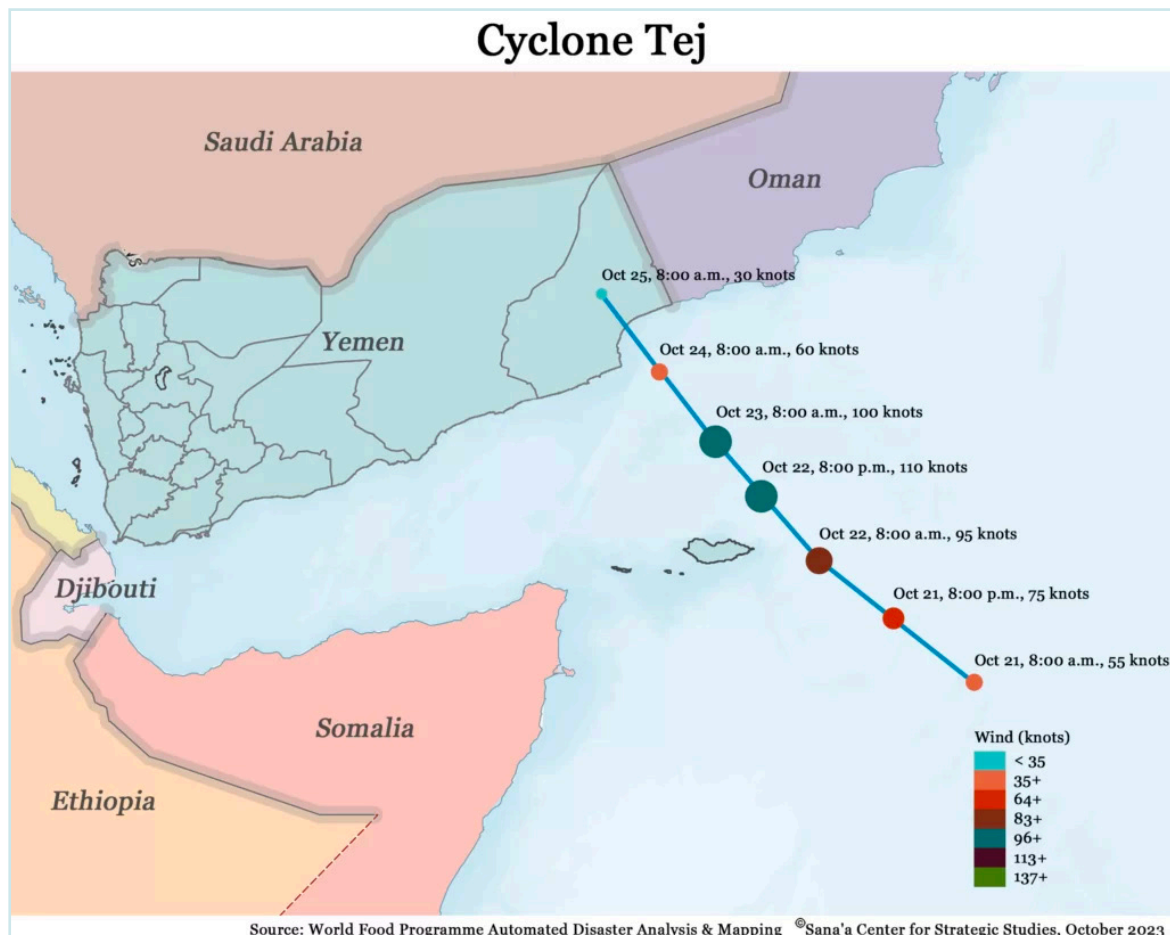 Cyclone Tej
Saudi Arabia
Oman
Oct 25, 8:00 a.m., 30 knots
Yemen
Oct 24, 8:00 a.m., 60 knots
Oct 23, 8:00 a.m., 100 knots
Oct 22, 8:00 p.m., 110 knots
Oct 22, 8:00 a.m., 95 knots
Djibouti
Oct 21, 8:00 p.m., 75 knots
Oct 21, 8:00 a.m., 55 knots
Somalia
Ethiopia
Wind (knots)
< 35
35+
64+
83+
96+
113+
137+
Source: World Food Programme Automated Disaster Analysis & Mapping ©Sana'a Center for Strategic Studies, October 2023